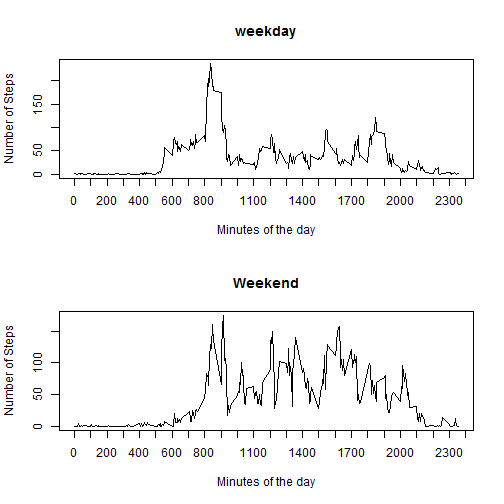 weekday
Number of Steps
0 50 150
0 200 400 600 800 1100 1400 1700 2000 2300
Minutes of the day
Weekend
Number of Steps
0 50 100
0 200 400 600 800 1100 1400 1700 2000 2300
Minutes of the day